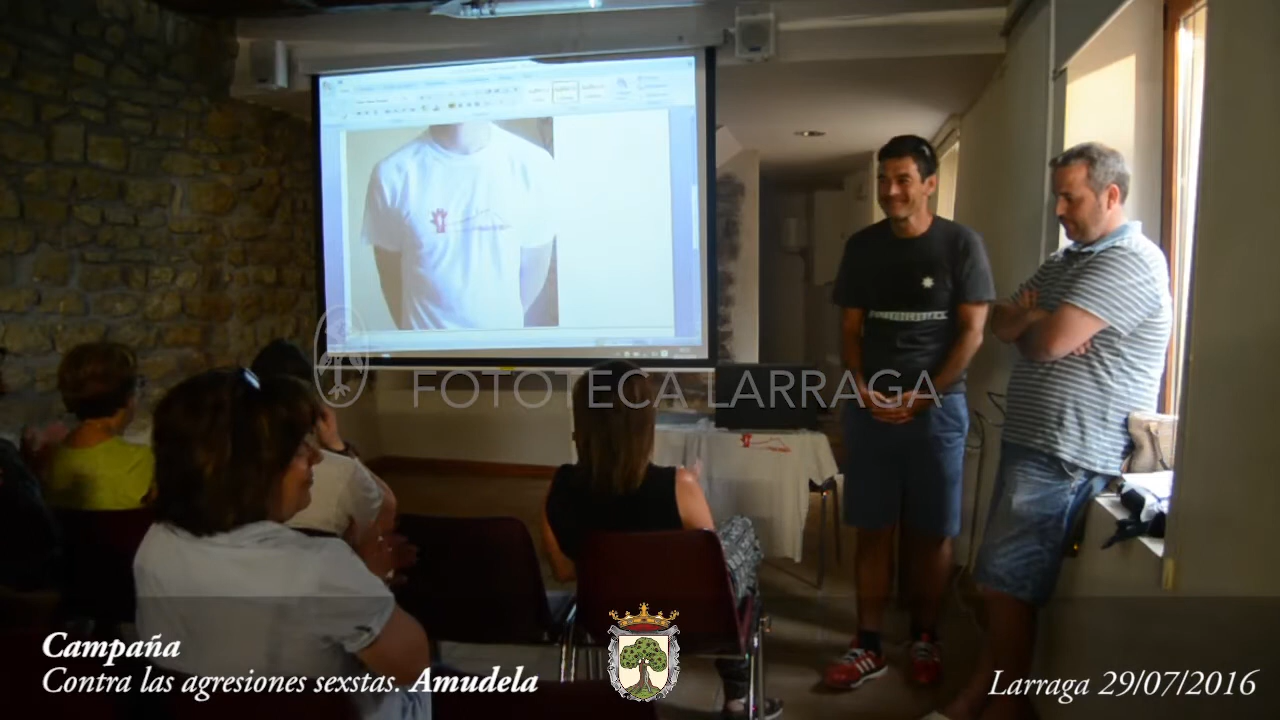 FOTOTECA LARRAGA
Campaña
Contra las agresiones sexstas. Amudela
Larraga 29/07/2016